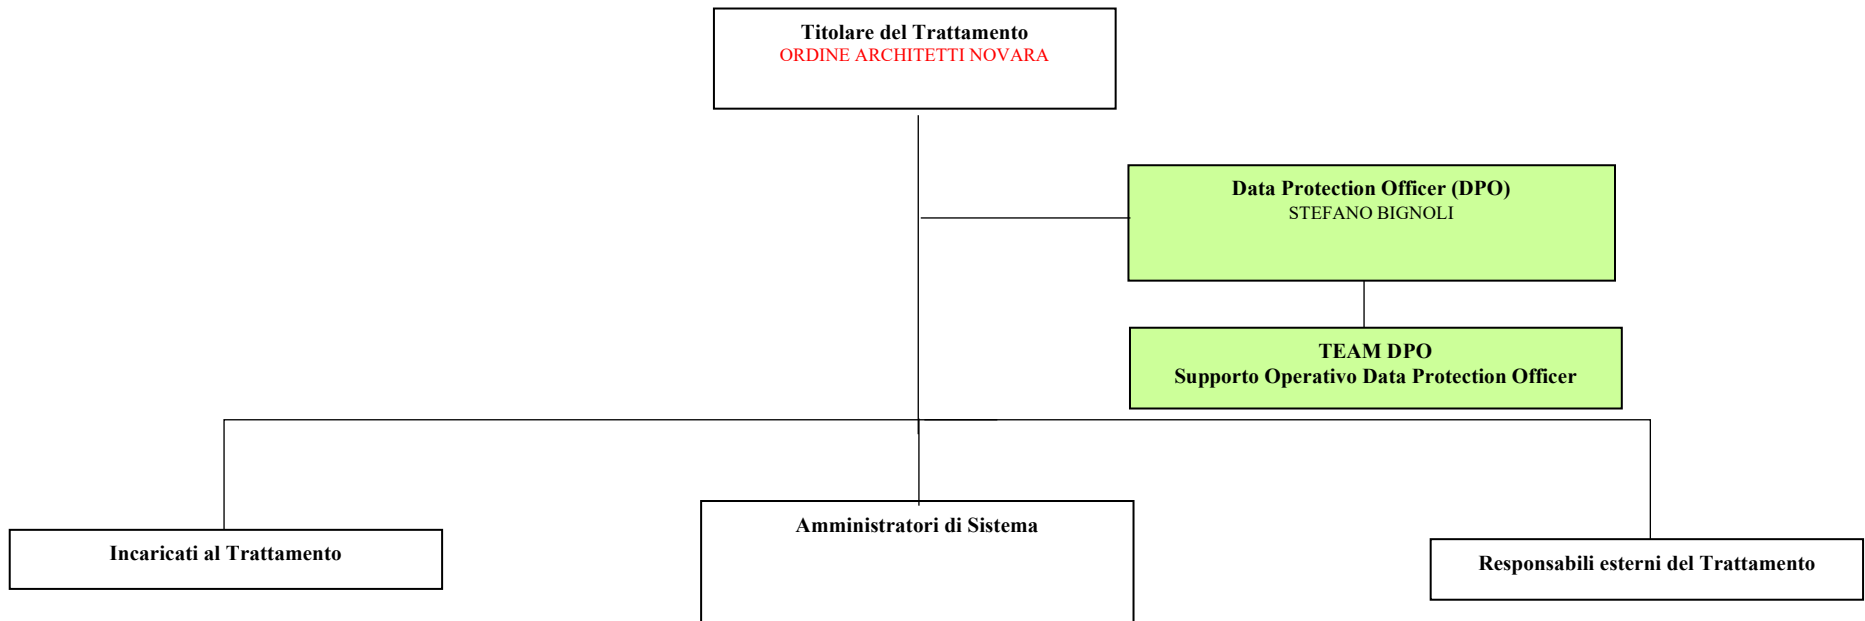 Titolare del Trattamento
ORDINE ARCHITETTI NOVARA
Data Protection Officer (DPO)
STEFANO BIGNOLI
TEAM DPO
Supporto Operativo Data Protection Officer
Amministratori di Sistema
Incaricati al Trattamento
Responsabili esterni del Trattamento